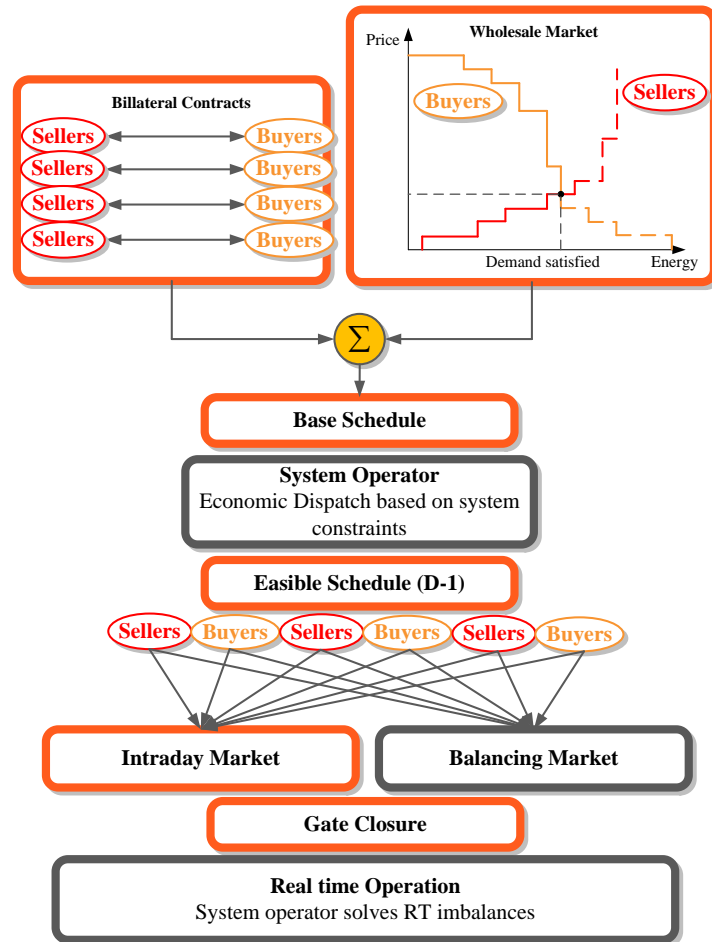 Billateral Contracts
Sellers Buyers
Sellers Buyers
Sellers Buyers
Sellers Buyers
Wholesale Market
Price
Buyers
Sellers
Demand satisfied
Energy
Σ
Base Schedule
System Operator
Economic Dispatch based on system
constraints
Easible Schedule (D-1)
Sellers Buyers Sellers Buyers Sellers Buyers
Intraday Market
Balancing Market
Gate Closure
Real time Operation
System operator solves RT imbalances